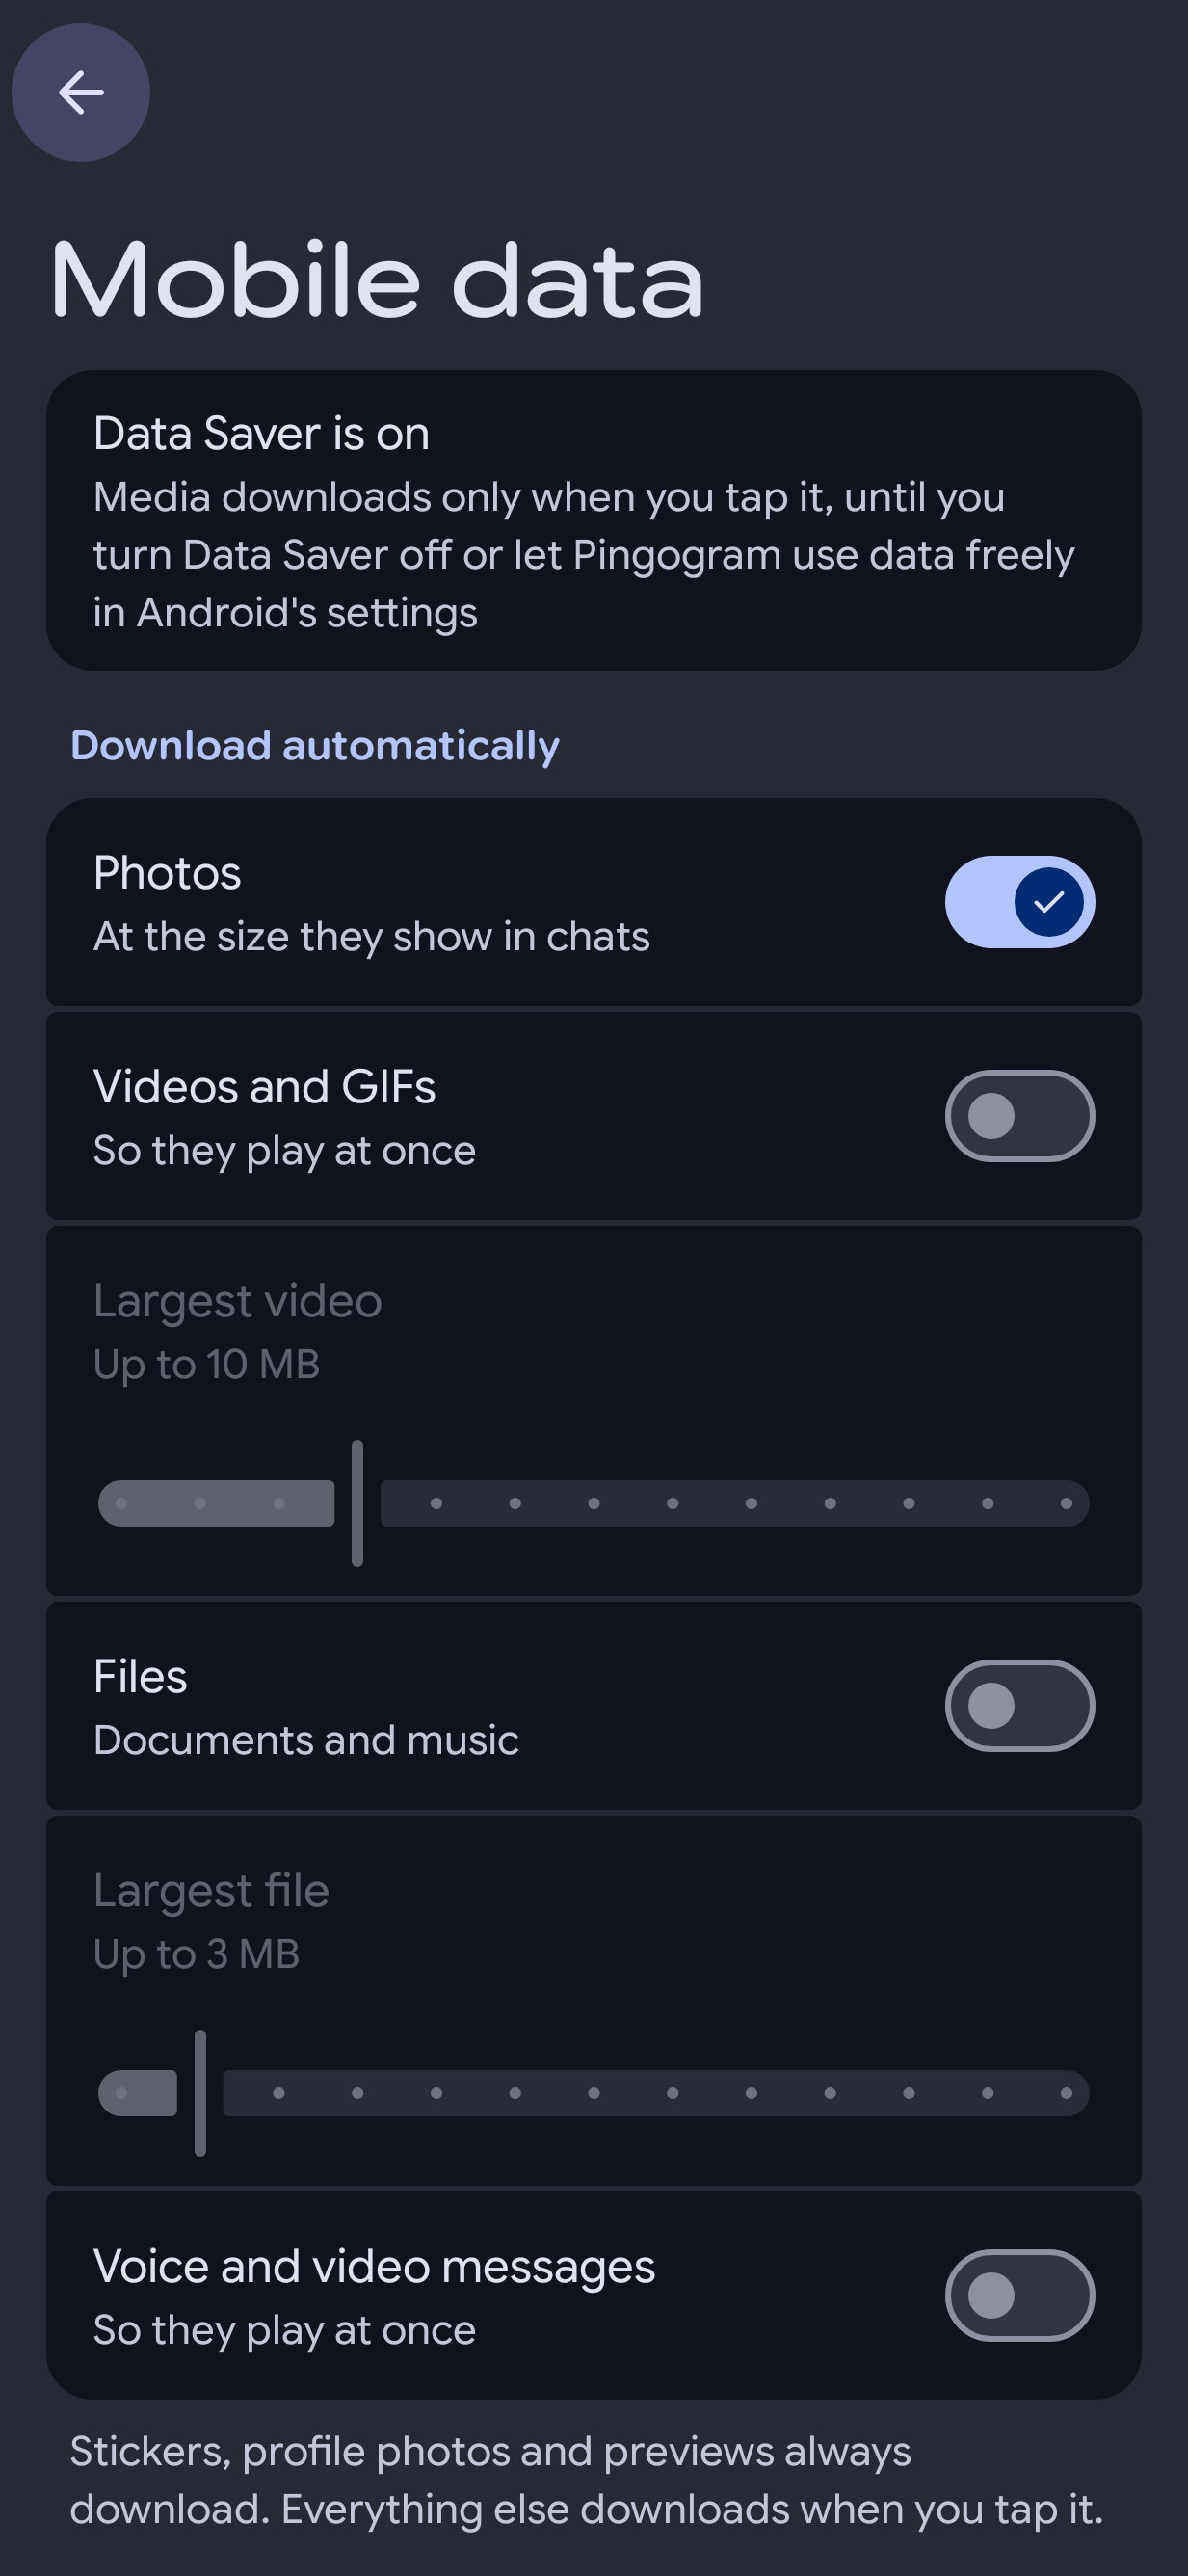 Mobile data
Data Saver is on
Media downloads only when you tap it, until you
turn Data Saver off or let Pingogram use data freely
in Android's settings
Download automatically
Photos
At the size they show in chats
Videos and GIFs
So they play at once
Largest video
Up to 10 MB
Files
Documents and music
Largest file
Up to 3 MB
Voice and video messages
So they play at once
Stickers, profile photos and previews always
download. Everything else downloads when you tap it.